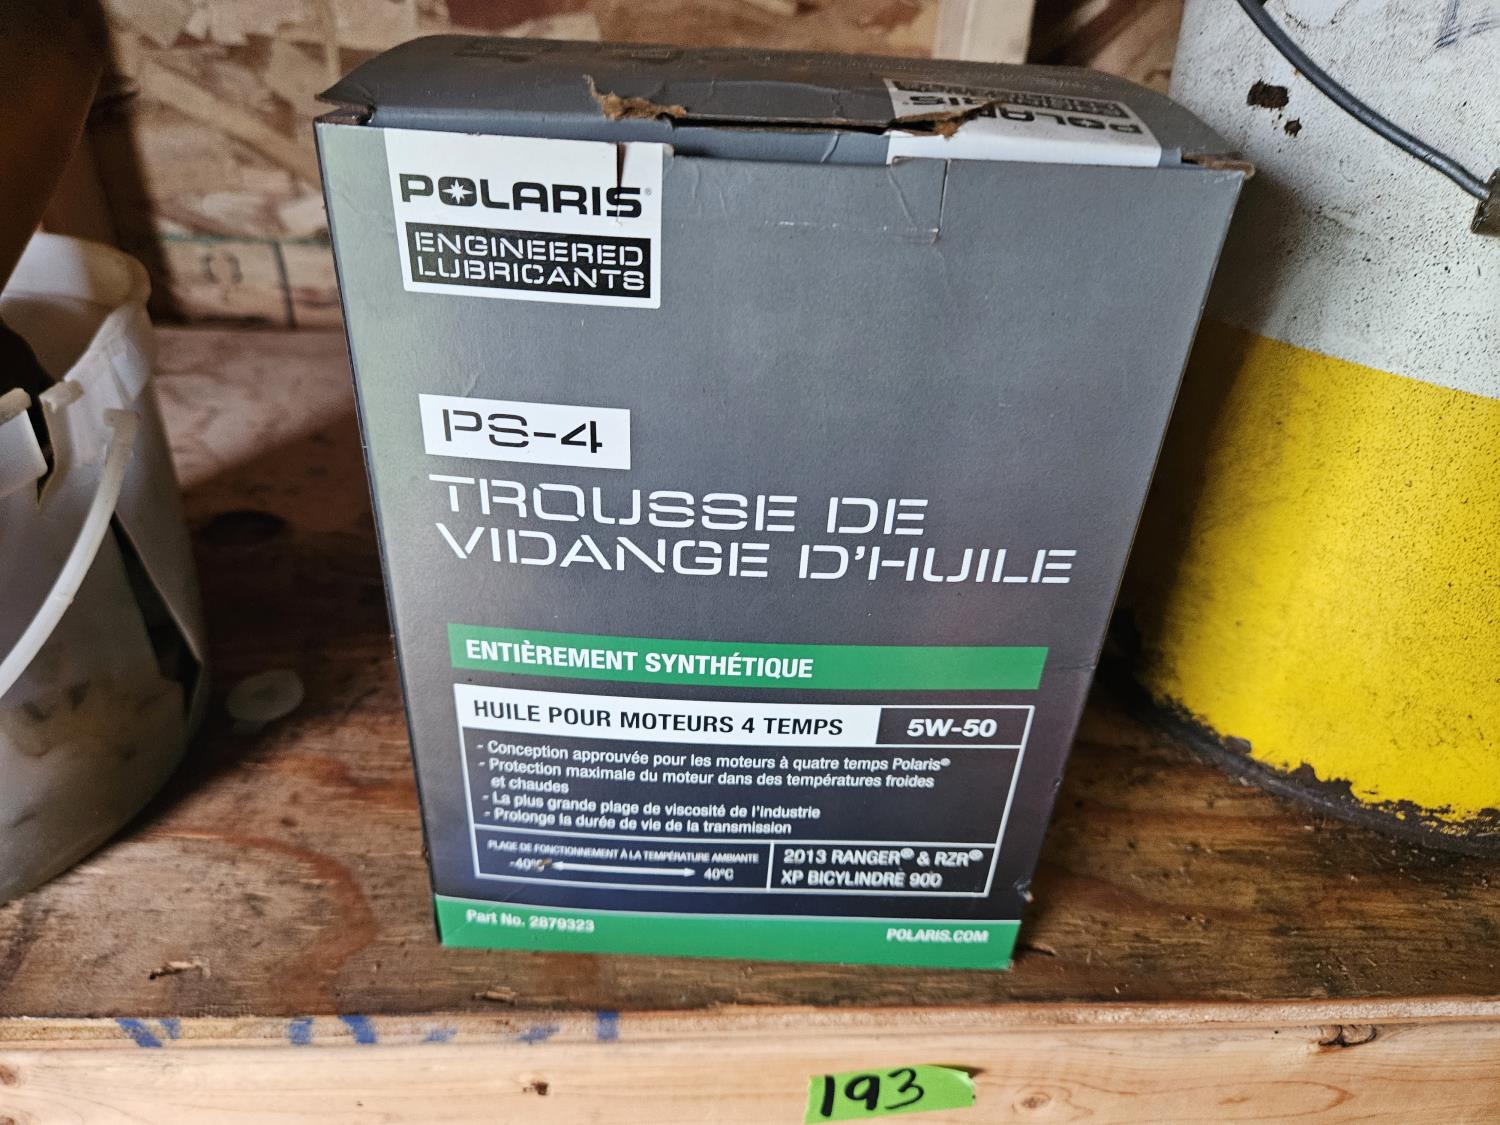 POLARIS
POLARIS®
ENGINEERED
LUBRICANTS
PS-4
TROUSSE DE
VIDANGE D'HUILE
ENTIÈREMENT SYNTHÉTIQUE
HUILE POUR MOTEURS 4 TEMPS 5W-50
- Conception approuvée pour les moteurs à quatre temps Polaris®
- Protection maximale du moteur dans des températures froides
et chaudes
- La plus grande plage de viscosité de l'industrie
- Prolonge la durée de vie de la transmission
PLAGE DE FONCTIONNEMENT À LA TEMPÉRATURE AMBIANTE
-40°C 40°C
2013 RANGER® & RZR®
XP BICYLINDRE 900
Part No. 2879323
POLARIS.COM
193